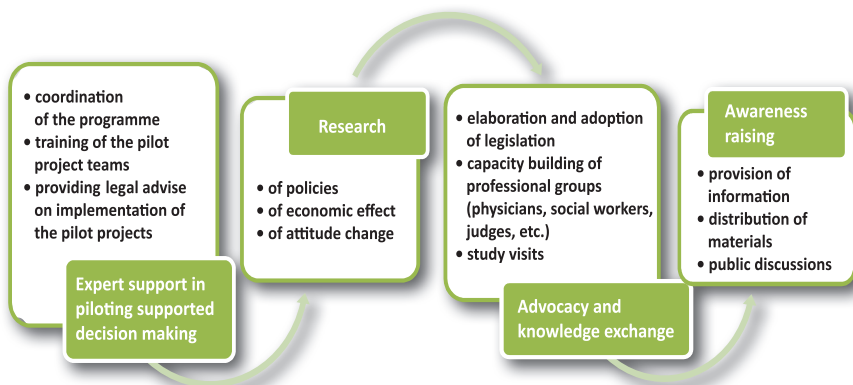 • coordination
of the programme
• training of the pilot
project teams
• providing legal advise
on implementation of
the pilot projects
Expert support in
piloting supported
decision making
Research
• of policies
• of economic effect
• of attitude change
• elaboration and adoption
of legislation
• capacity building of
professional groups
(physicians, social workers,
judges, etc.)
• study visits
Advocacy and
knowledge exchange
Awareness
raising
• provision of
information
• distribution of
materials
• public discussions